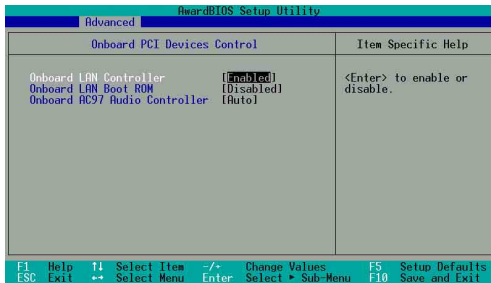 AwardBIOS Setup Utility
Advanced
Onboard PCI Devices Control
Item Specific Help
Onboard LAN Controller [Enabled]
Onboard LAN Boot ROM [Disabled]
Onboard AC97 Audio Controller [Auto]
<Enter> to enable or
disable.
F1 Help ↑↓ Select Item -/+ Change Values F5 Setup Defaults
ESC Exit ←→ Select Menu Enter Select ► Sub-Menu F10 Save and Exit